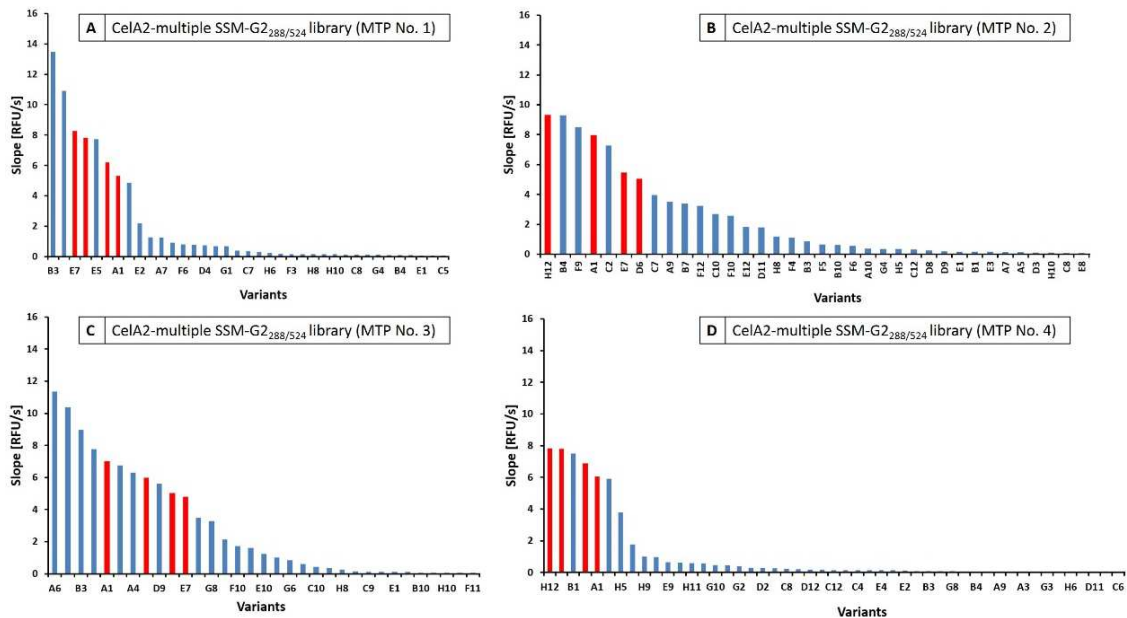 A CelA2-multiple SSM-G2288/524 library (MTP No. 1)
Slope [RFU/s]
16
14
12
10
8
6
4
2
0
B3 E7 E5 A1 E2 A7 F6 D4 G1 C7 H6 F3 H8 H10 C8 G4 B4 E1 C5
Variants
B CelA2-multiple SSM-G2288/524 library (MTP No. 2)
Slope [RFU/s]
16
14
12
10
8
6
4
2
0
H12 B4 F9 A1 C2 E7 D6 C7 A9 B7 F12 C10 F10 E12 D11 H8 F4 B3 F5 B10 F6 A10 G4 H5 C12 D8 D9 E1 B1 E3 A7 A5 D3 H10 C8 E8
Variants
C CelA2-multiple SSM-G2288/524 library (MTP No. 3)
Slope [RFU/s]
16
14
12
10
8
6
4
2
0
A6 B3 A1 A4 D9 E7 G8 F10 E10 G6 C10 H8 C9 E1 B10 H10 F11
Variants
D CelA2-multiple SSM-G2288/524 library (MTP No. 4)
Slope [RFU/s]
16
14
12
10
8
6
4
2
0
H12 B1 A1 H5 H9 E9 H11 G10 G2 D2 C8 D12 C12 C4 E4 E2 B3 G8 B4 A9 A3 G3 H6 D11 C6
Variants